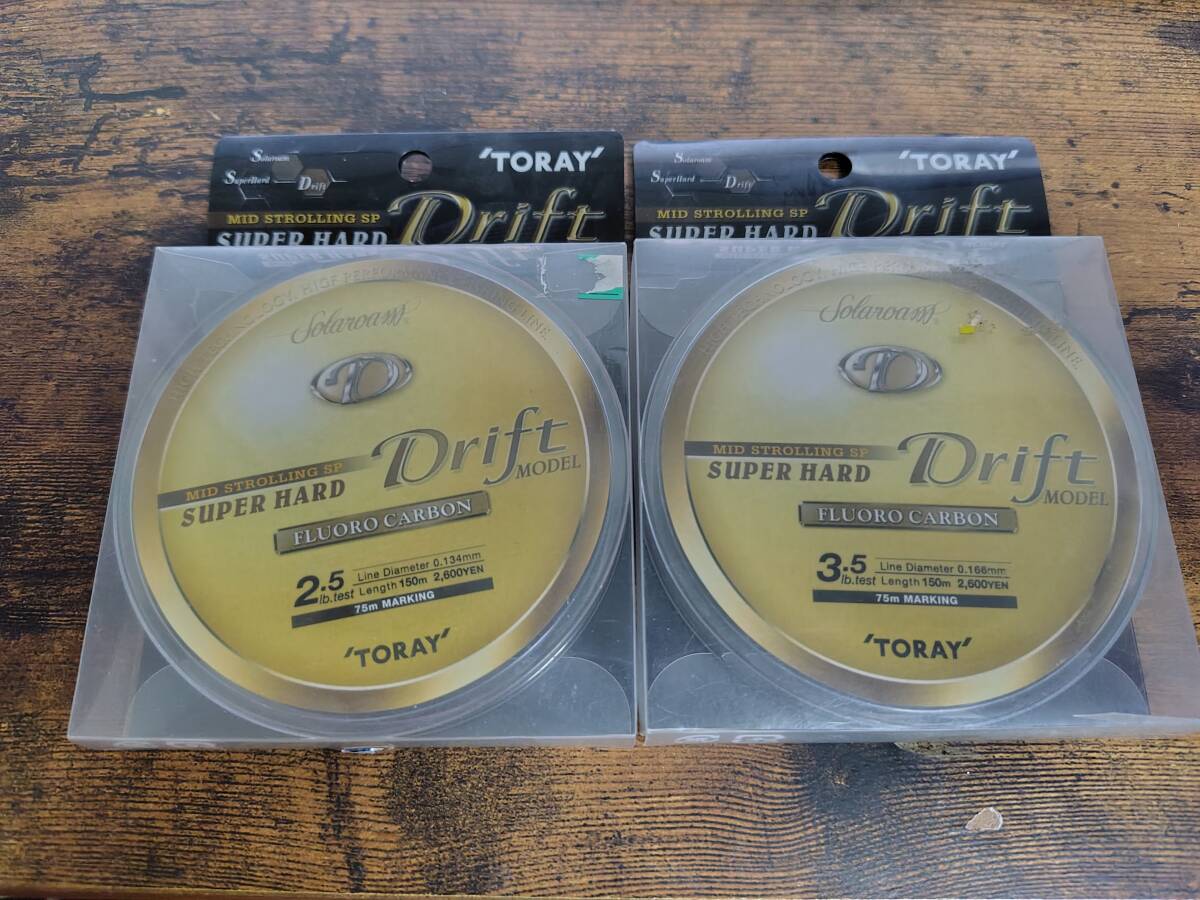 Solaroam
'TORAY'
SuperHard
Drift
MID STROLLING SP
Drift
SUPER HARD
Solaroam
MID STROLLING SP
SUPER HARD
Drift
MODEL
FLUORO CARBON
2.5
lb.test
Line Diameter 0.134mm
Length 150m 2,600YEN
75m MARKING
'TORAY'
Solaroam
'TORAY'
SuperHard
Drift
MID STROLLING SP
Drift
SUPER HARD
Solaroam
MID STROLLING SP
SUPER HARD
Drift
MODEL
FLUORO CARBON
3.5
lb.test
Line Diameter 0.166mm
Length 150m 2,600YEN
75m MARKING
'TORAY'